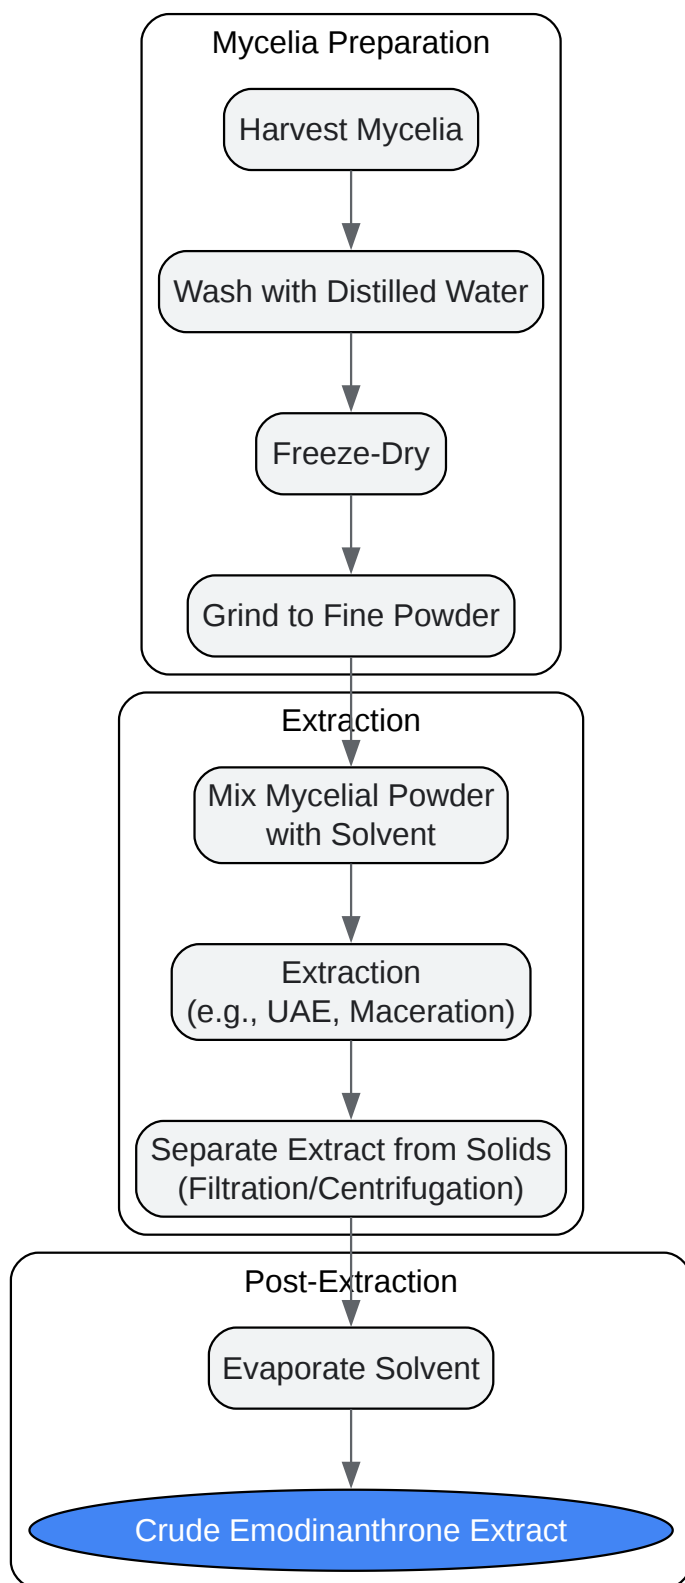 Mycelia Preparation
Harvest Mycelia
Wash with Distilled Water
Freeze-Dry
Grind to Fine Powder
Extraction
Mix Mycelial Powder
with Solvent
Extraction
(e.g., UAE, Maceration)
Separate Extract from Solids
(Filtration/Centrifugation)
Post-Extraction
Evaporate Solvent
Crude Emodinanthrone Extract